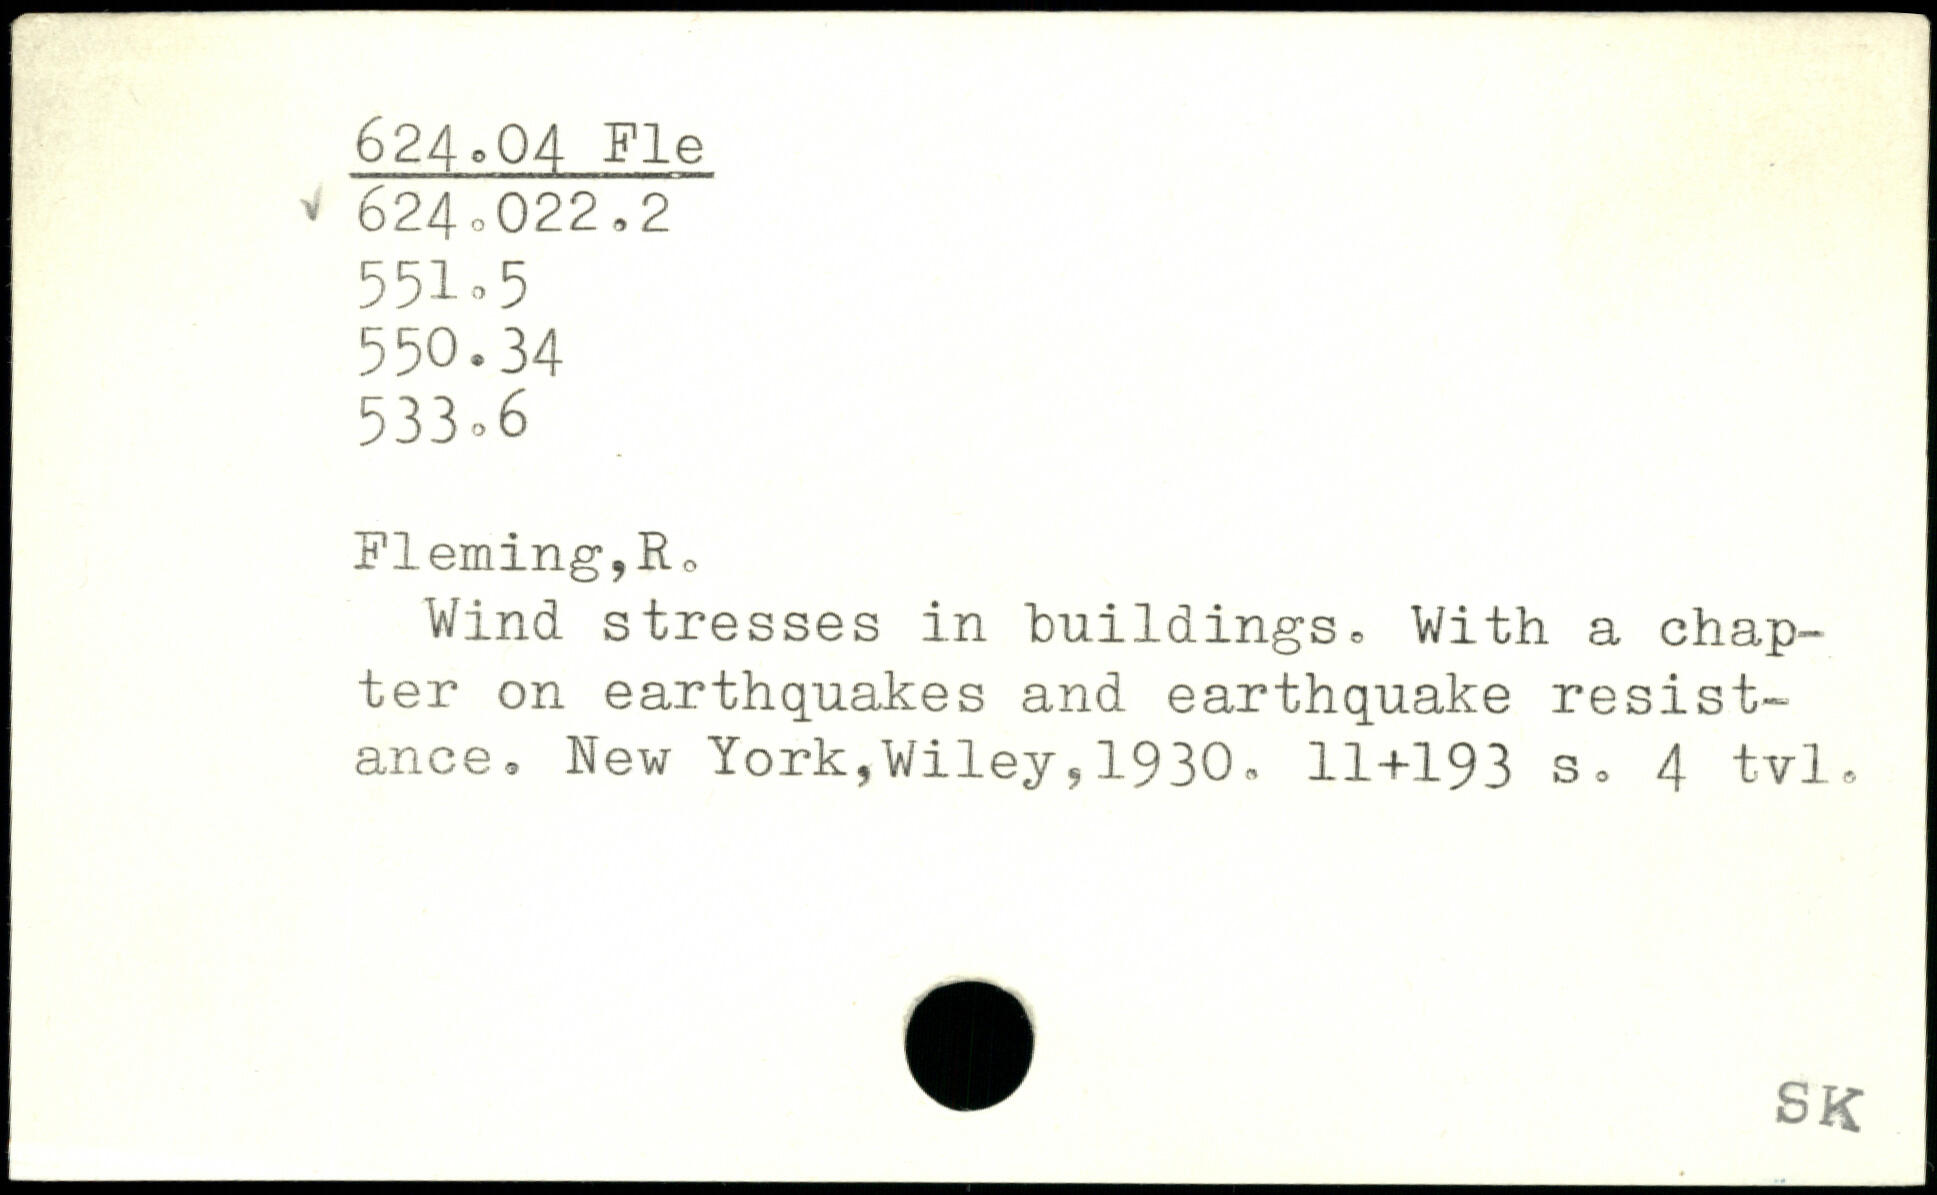 624.04 Fle
✓ 624.022.2
551.5
550.34
533.6
Fleming,R.
Wind stresses in buildings. With a chap-
ter on earthquakes and earthquake resist-
ance. New York,Wiley,1930. 11+193 s. 4 tvl.
SK